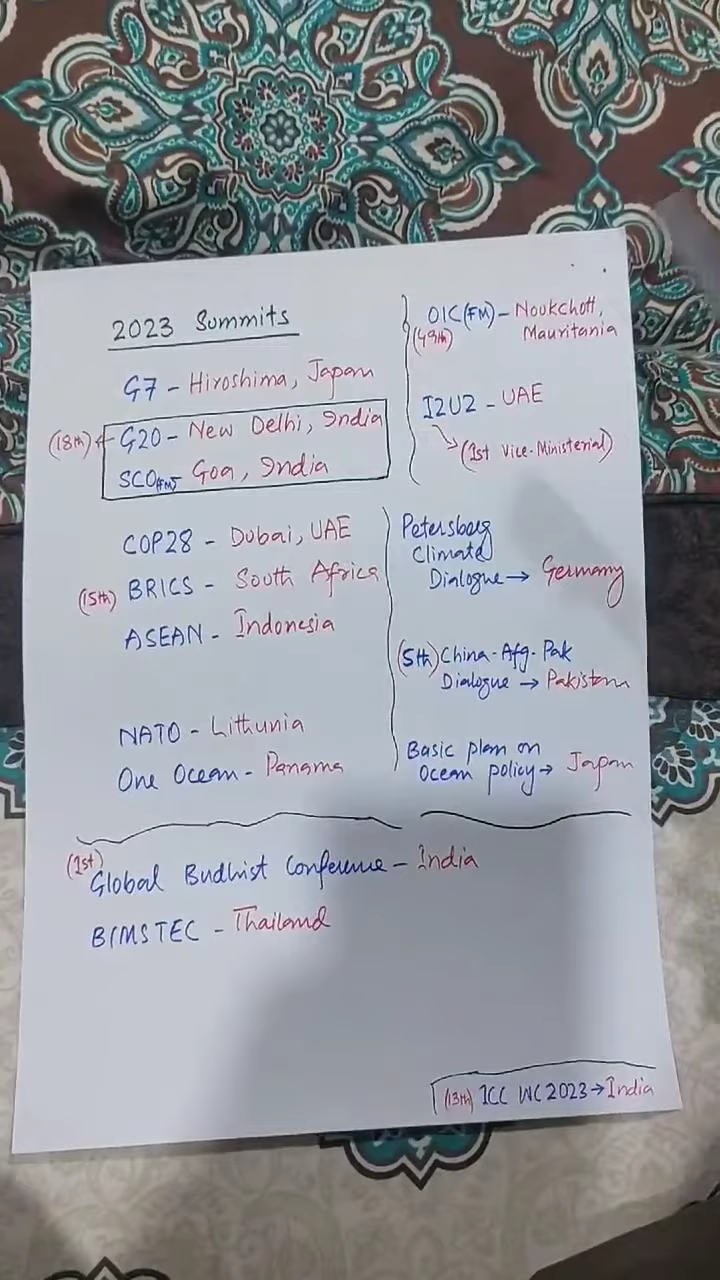 2023 Summits
G7 - Hiroshima, Japan
(18th) G20 - New Delhi, India
SCO(FM) - Goa, India
COP28 - Dubai, UAE
(15th) BRICS - South Africa
ASEAN - Indonesia
NATO - Lithunia
One Ocean - Panama
OIC(FM) - Noukchott,
(49th) Mauritania
I2U2 - UAE
(1st Vice-Ministerial)
Petersberg
Climate
Dialogue → Germany
(5th) China-Afg-Pak
Dialogue → Pakistan
Basic plan on
Ocean policy → Japan
(1st)
Global Budhist Conference - India
BIMSTEC - Thailand
(13th) ICC WC 2023 → India